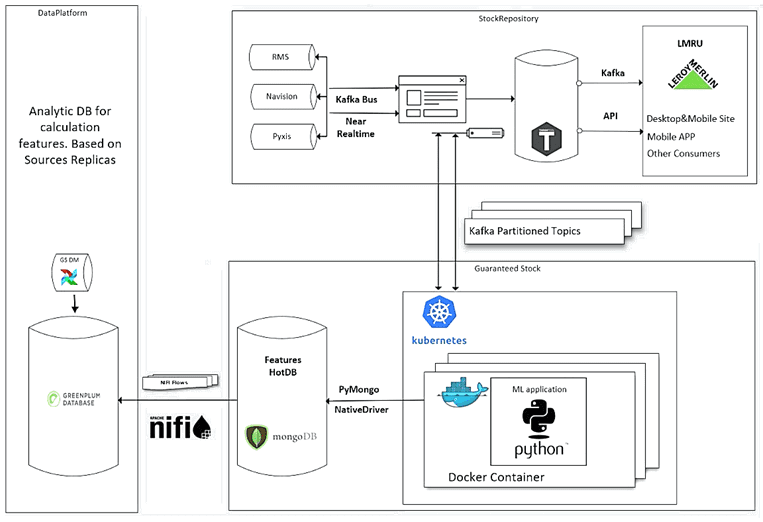 DataPlatform
Analytic DB for
calculation
features. Based on
Sources Replicas
GS DM
GREENPLUM
DATABASE
NIFI Flows
APACHE
nifi
StockRepository
RMS
Navision
Pyxis
Kafka Bus
Near
Realtime
T
Kafka
API
LMRU
LEROY MERLIN
Desktop&Mobile Site
Mobile APP
Other Consumers
Kafka Partitioned Topics
Guaranteed Stock
kubernetes
Features
HotDB
mongoDB
PyMongo
NativeDriver
ML application
python
Docker Container